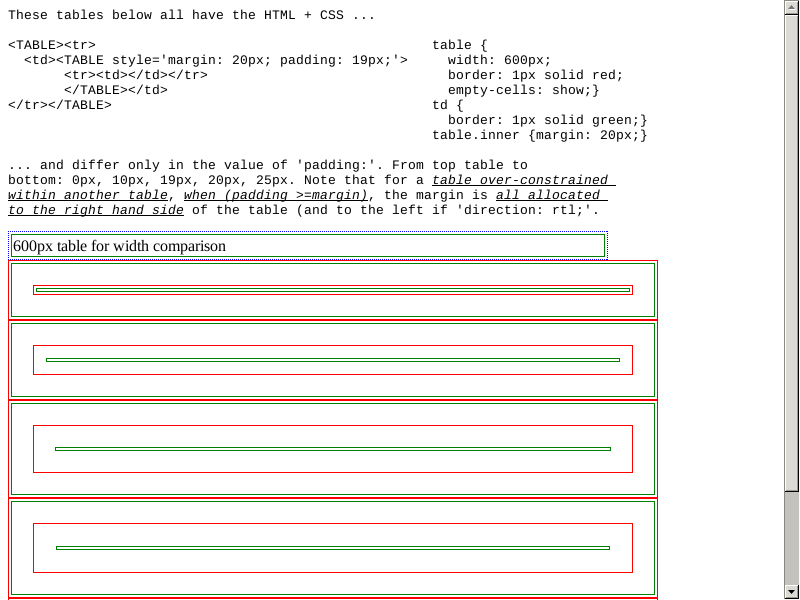 These tables below all have the HTML + CSS ...
<TABLE><tr> table {
<td><TABLE style='margin: 20px; padding: 19px;'> width: 600px;
<tr><td></td></tr> border: 1px solid red;
</TABLE></td> empty-cells: show;}
</tr></TABLE> td {
border: 1px solid green;}
table.inner {margin: 20px;}
... and differ only in the value of 'padding:'. From top table to
bottom: 0px, 10px, 19px, 20px, 25px. Note that for a table over-constrained
within another table, when (padding >=margin), the margin is all allocated
to the right hand side of the table (and to the left if 'direction: rtl;'.
600px table for width comparison